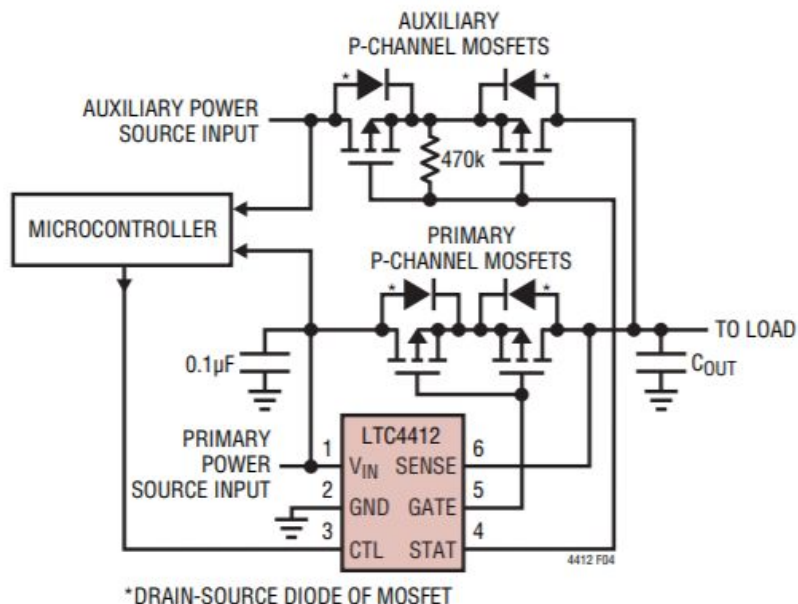 AUXILIARY
P-CHANNEL MOSFETS
*
*
AUXILIARY POWER
SOURCE INPUT
470k
MICROCONTROLLER
PRIMARY
P-CHANNEL MOSFETS
*
*
TO LOAD
0.1µF
COUT
PRIMARY
POWER
SOURCE INPUT
LTC4412
1
VIN
SENSE
6
2
GND
GATE
5
3
CTL
STAT
4
4412 F04
*DRAIN-SOURCE DIODE OF MOSFET